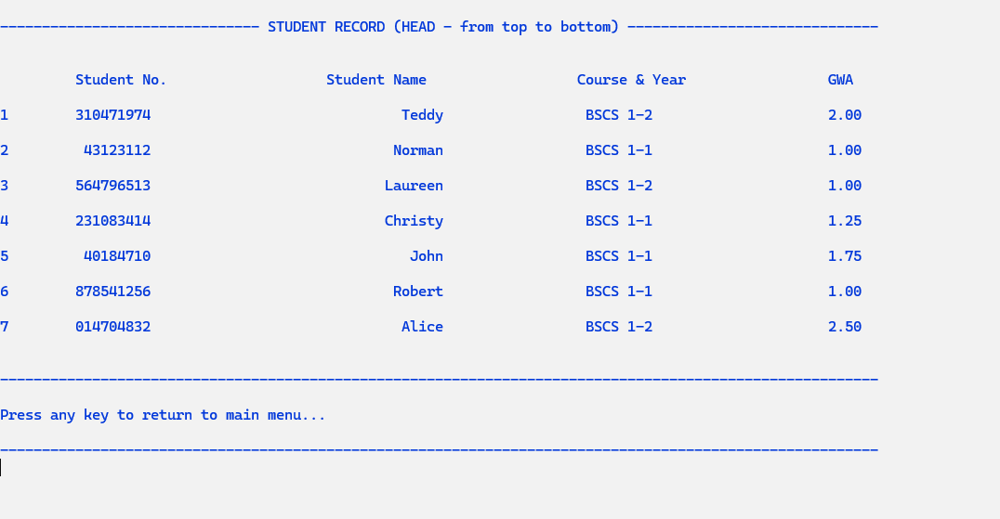 ------------------------------- STUDENT RECORD (HEAD - from top to bottom) ------------------------------
Student No. Student Name Course & Year GWA
1 310471974 Teddy BSCS 1-2 2.00
2 43123112 Norman BSCS 1-1 1.00
3 564796513 Laureen BSCS 1-2 1.00
4 231083414 Christy BSCS 1-1 1.25
5 40184710 John BSCS 1-1 1.75
6 878541256 Robert BSCS 1-1 1.00
7 014704832 Alice BSCS 1-2 2.50
---------------------------------------------------------------------------------------------------------
Press any key to return to main menu...
---------------------------------------------------------------------------------------------------------